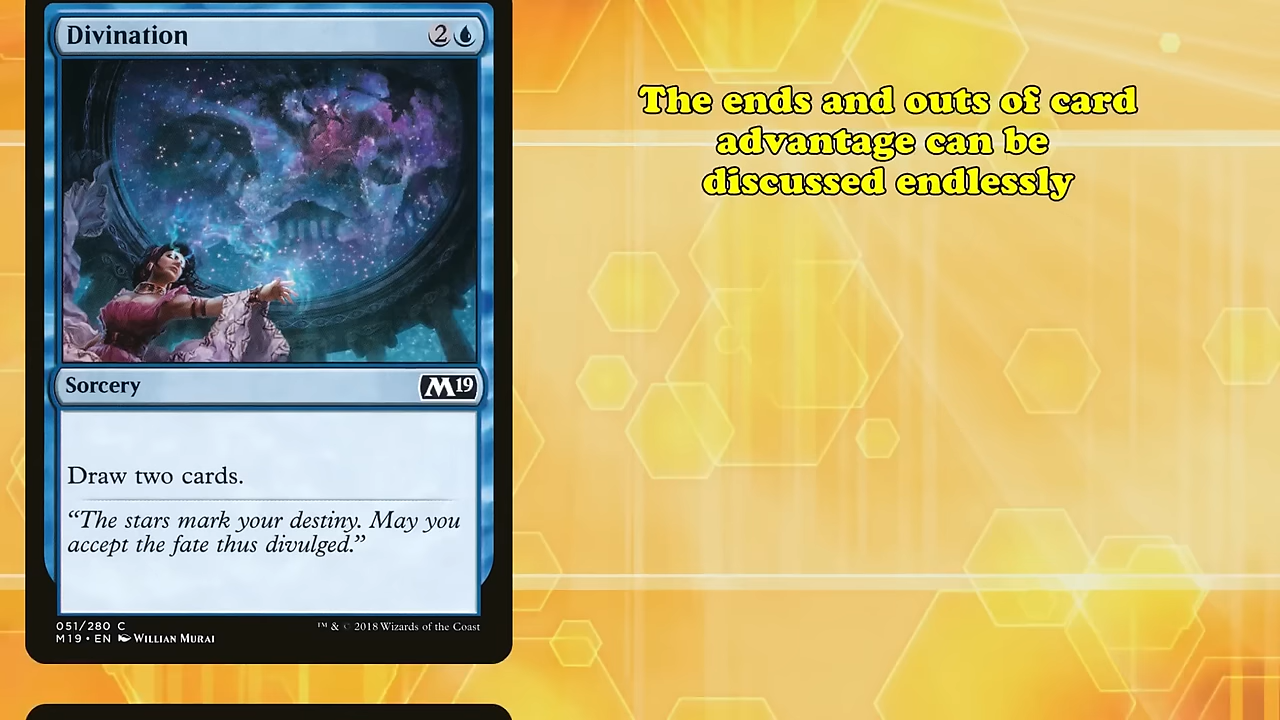 Divination 2
Sorcery M19
Draw two cards.
“The stars mark your destiny. May you
accept the fate thus divulged.”
051/280 C
M19 • EN Willian Murai
™ & © 2018 Wizards of the Coast
The ends and outs of card
advantage can be
discussed endlessly